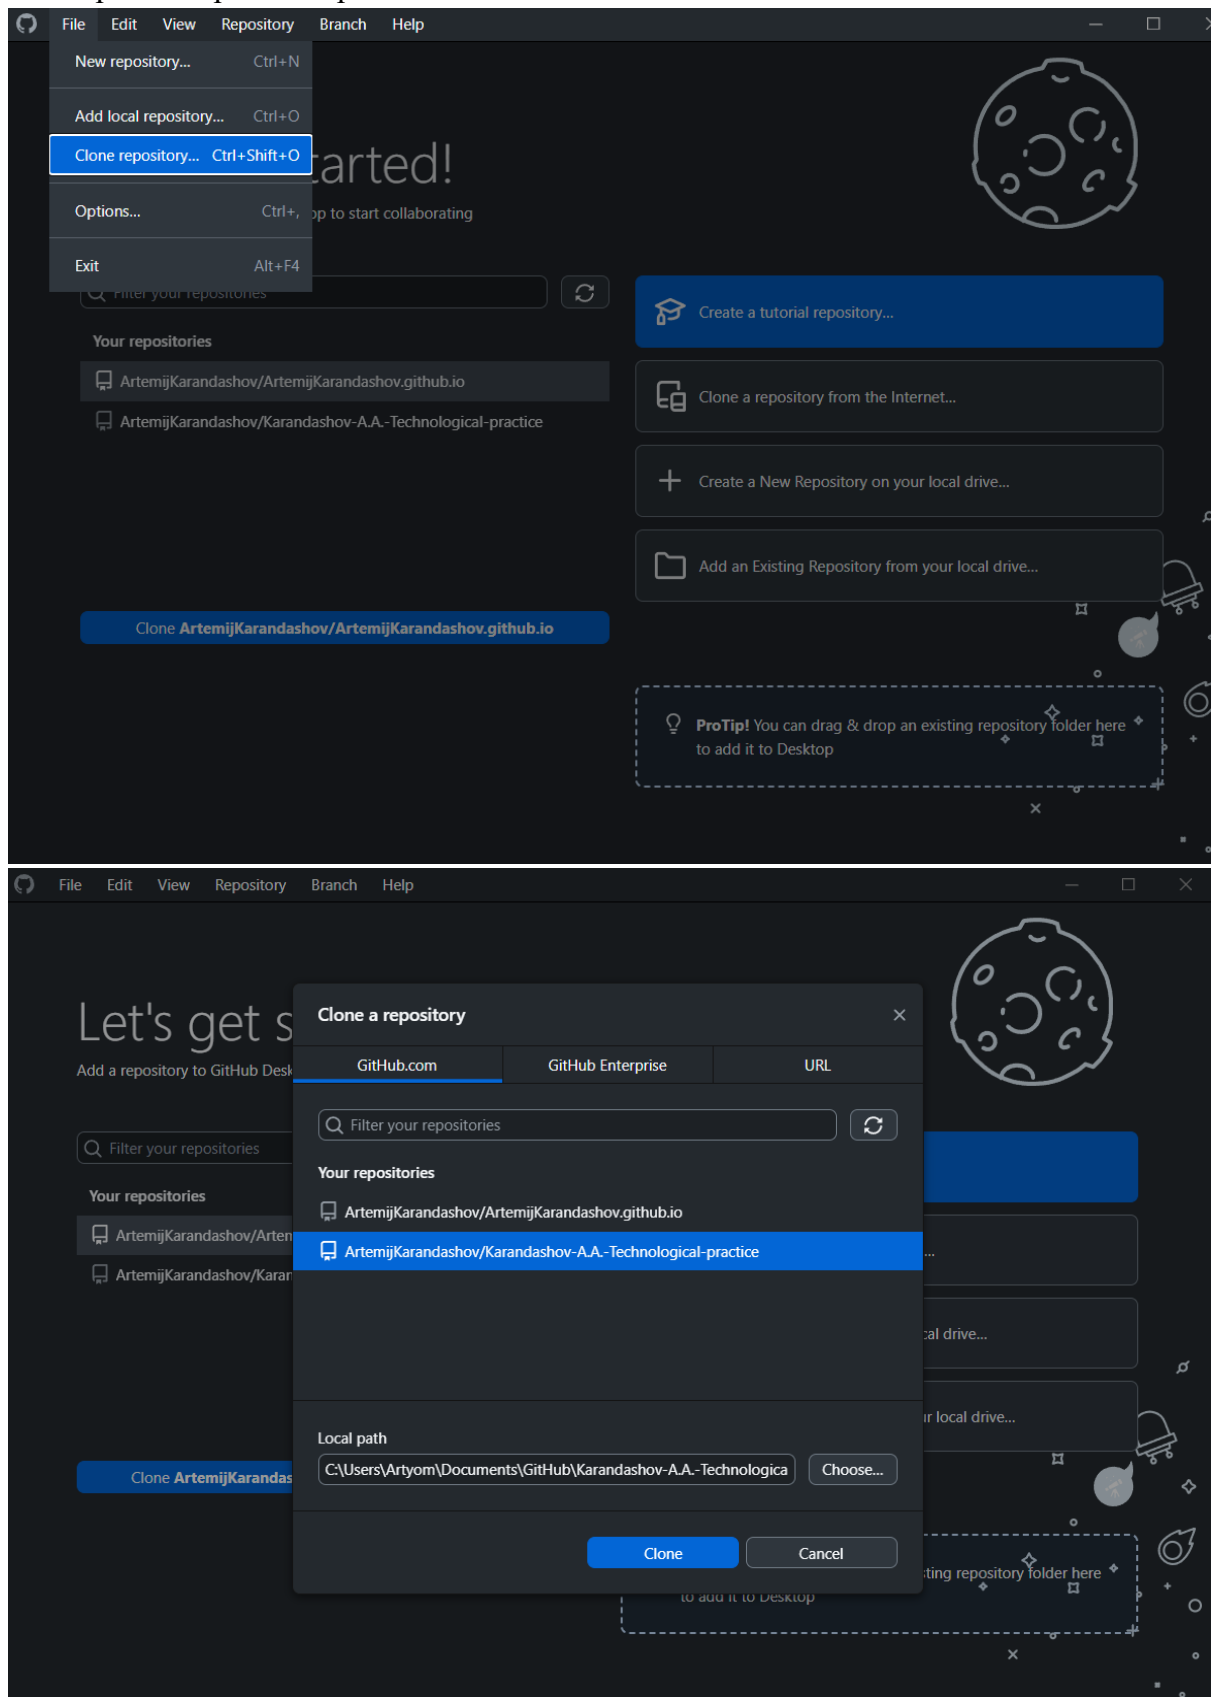 File Edit View Repository Branch Help
New repository... Ctrl+N
Add local repository... Ctrl+O
Clone repository... Ctrl+Shift+O
Options... Ctrl+,
to start collaborating
Exit Alt+F4
Filter your repositories
Your repositories
ArtemijKarandashov/ArtemijKarandashov.github.io
ArtemijKarandashov/Karandashov-A.A.-Technological-practice
Clone ArtemijKarandashov/ArtemijKarandashov.github.io
Create a tutorial repository...
Clone a repository from the Internet...
Create a New Repository on your local drive...
Add an Existing Repository from your local drive...
ProTip! You can drag & drop an existing repository folder here
to add it to Desktop
File Edit View Repository Branch Help
Let's get s
Add a repository to GitHub Desk
Filter your repositories
Your repositories
ArtemijKarandashov/Artem
ArtemijKarandashov/Karan
Clone ArtemijKarandas
Clone a repository
GitHub.com GitHub Enterprise URL
Filter your repositories
Your repositories
ArtemijKarandashov/ArtemijKarandashov.github.io
ArtemijKarandashov/Karandashov-A.A.-Technological-practice
Local path
C:\Users\Artyom\Documents\GitHub\Karandashov-A.A.-Technologica Choose...
Clone Cancel
...
cal drive...
ur local drive...
ting repository folder here
to add it to Desktop